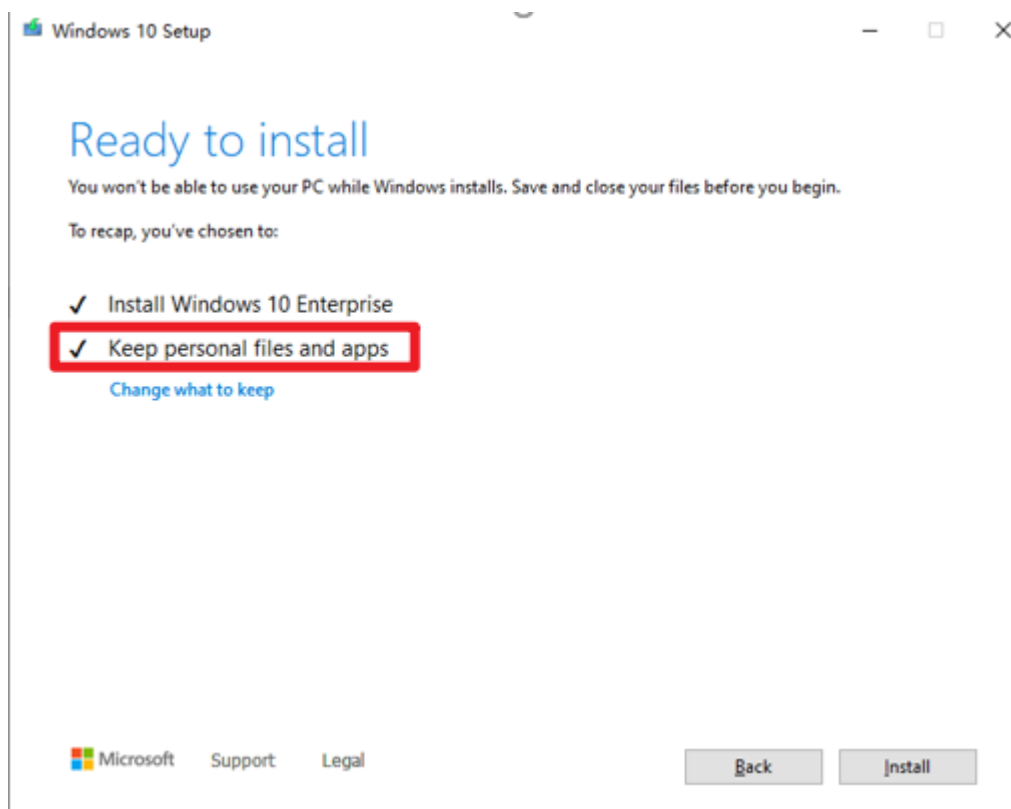 Windows 10 Setup
Ready to install
You won't be able to use your PC while Windows installs. Save and close your files before you begin.
To recap, you've chosen to:
✓ Install Windows 10 Enterprise
✓ Keep personal files and apps
Change what to keep
Microsoft Support Legal
Back Install